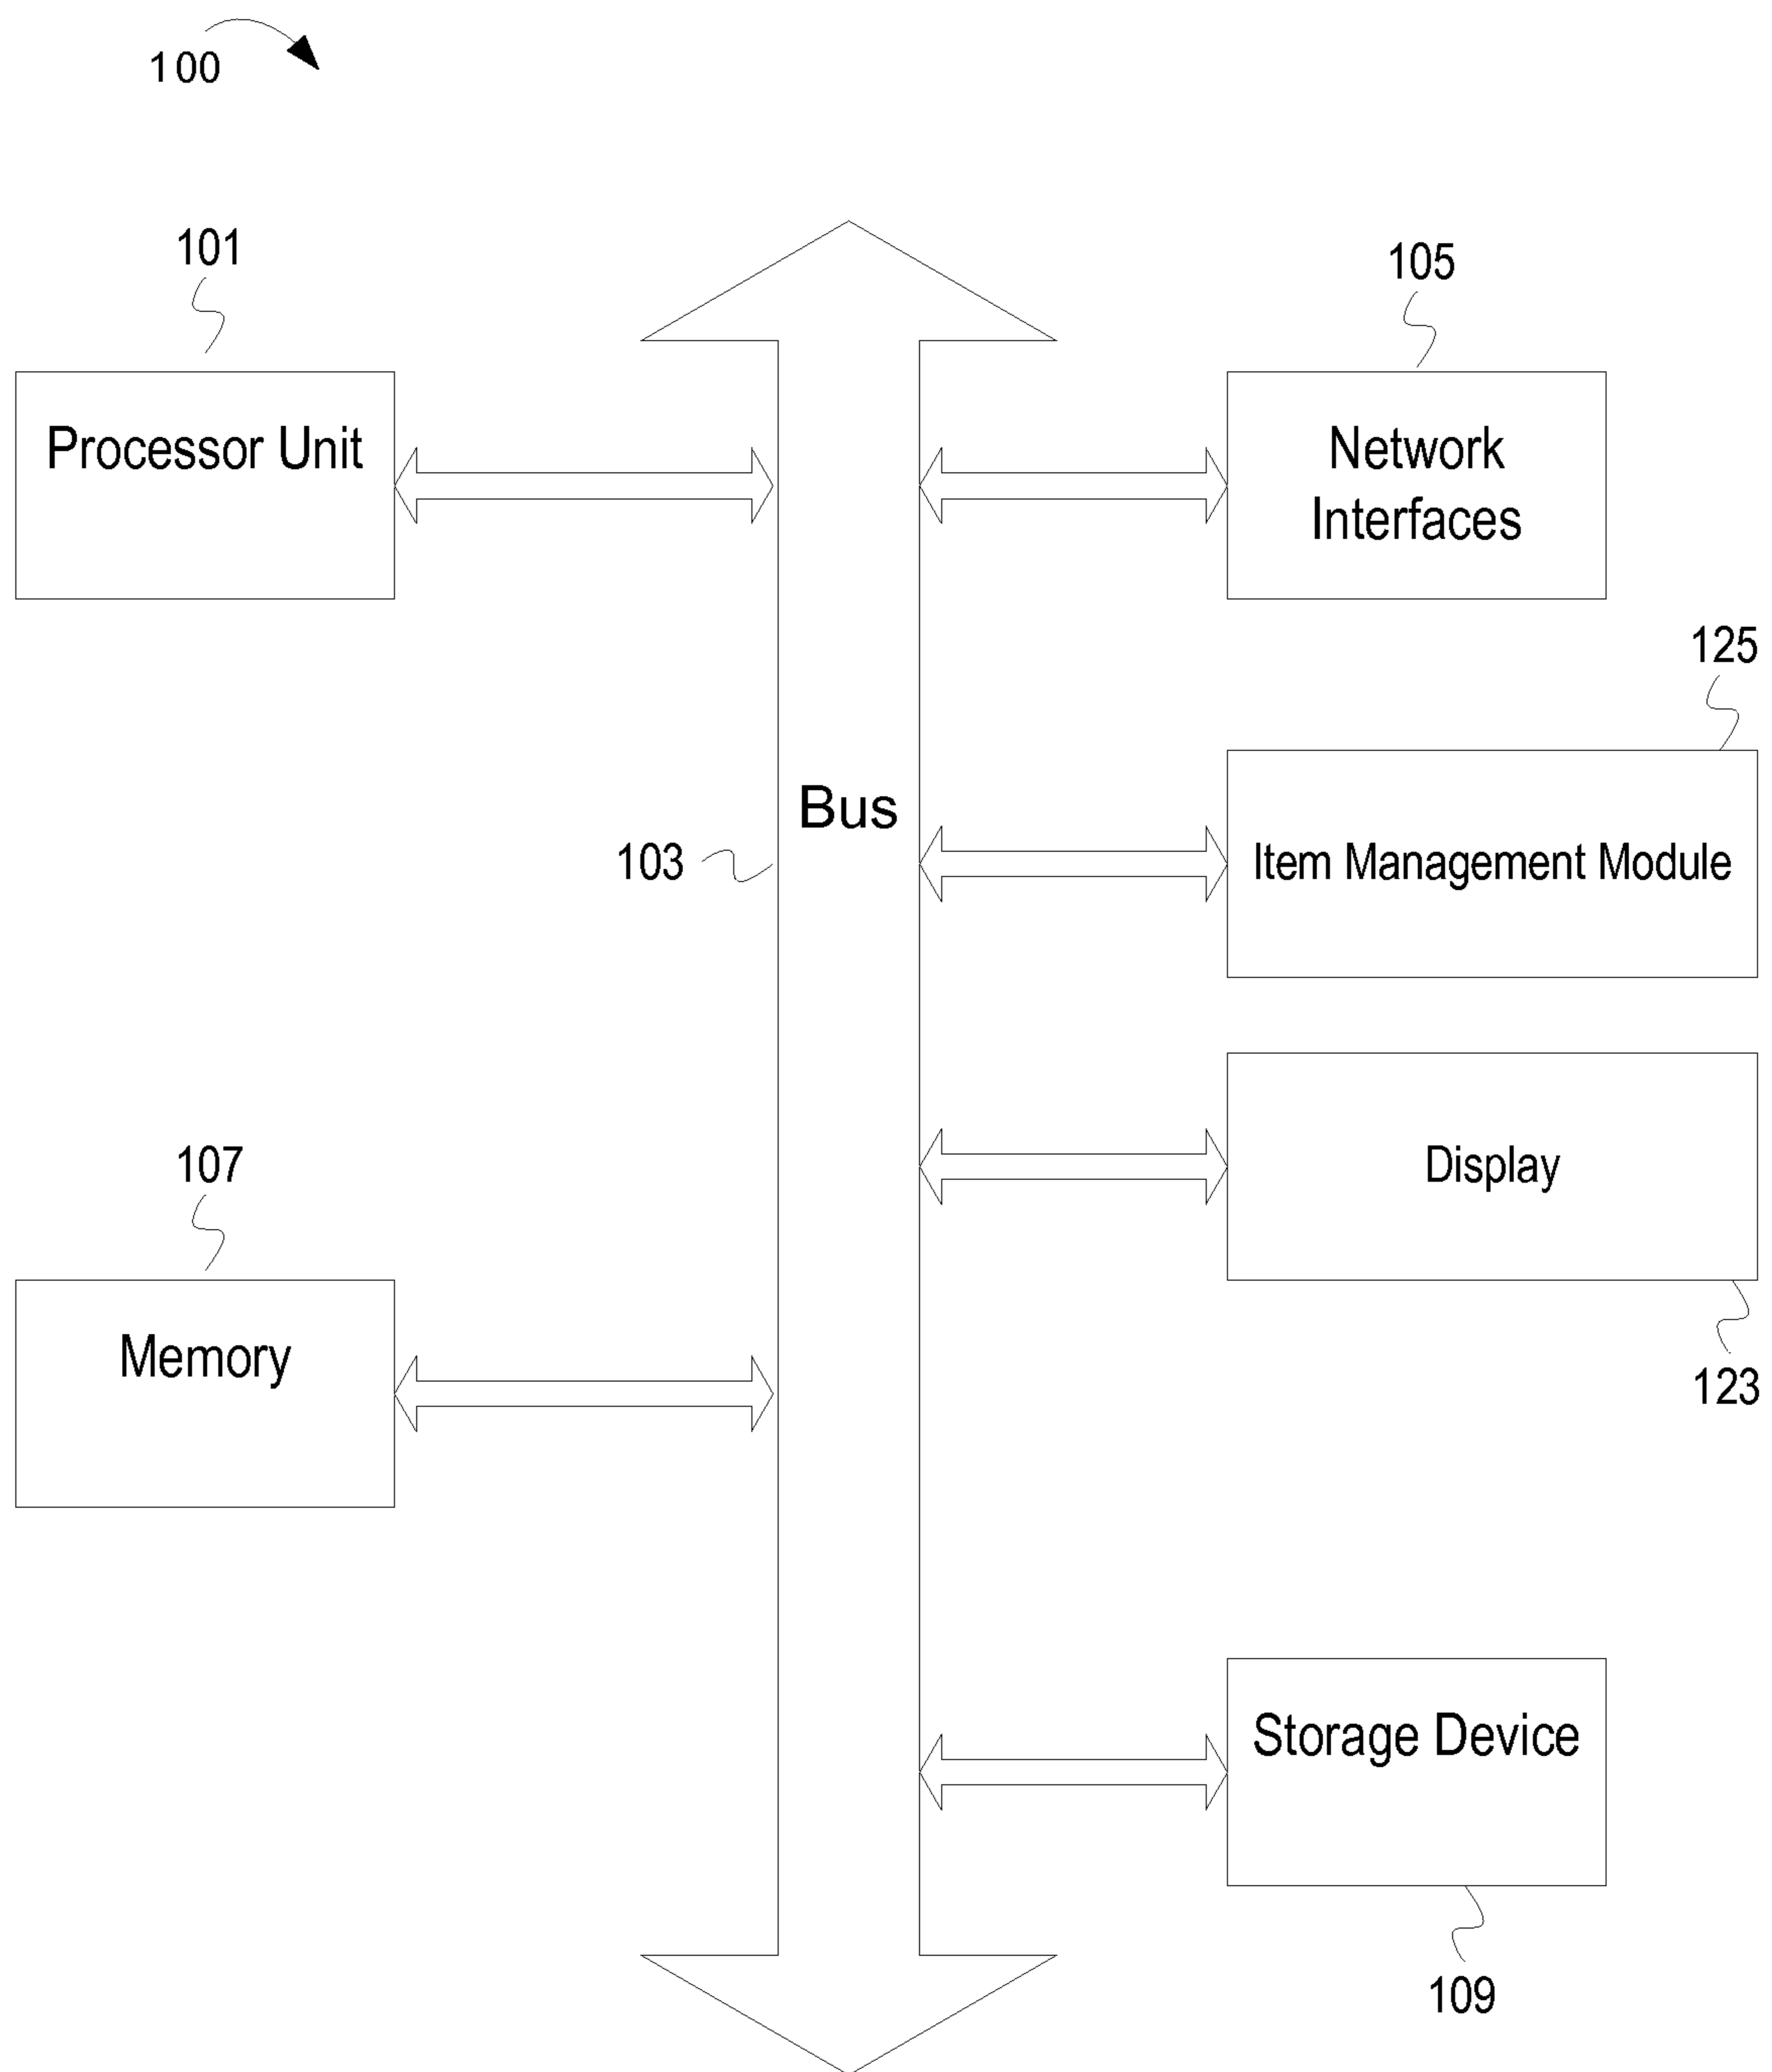 100
101
Processor Unit
105
Network
Interfaces
125
Bus
103
Item Management Module
107
Memory
Display
123
Storage Device
109